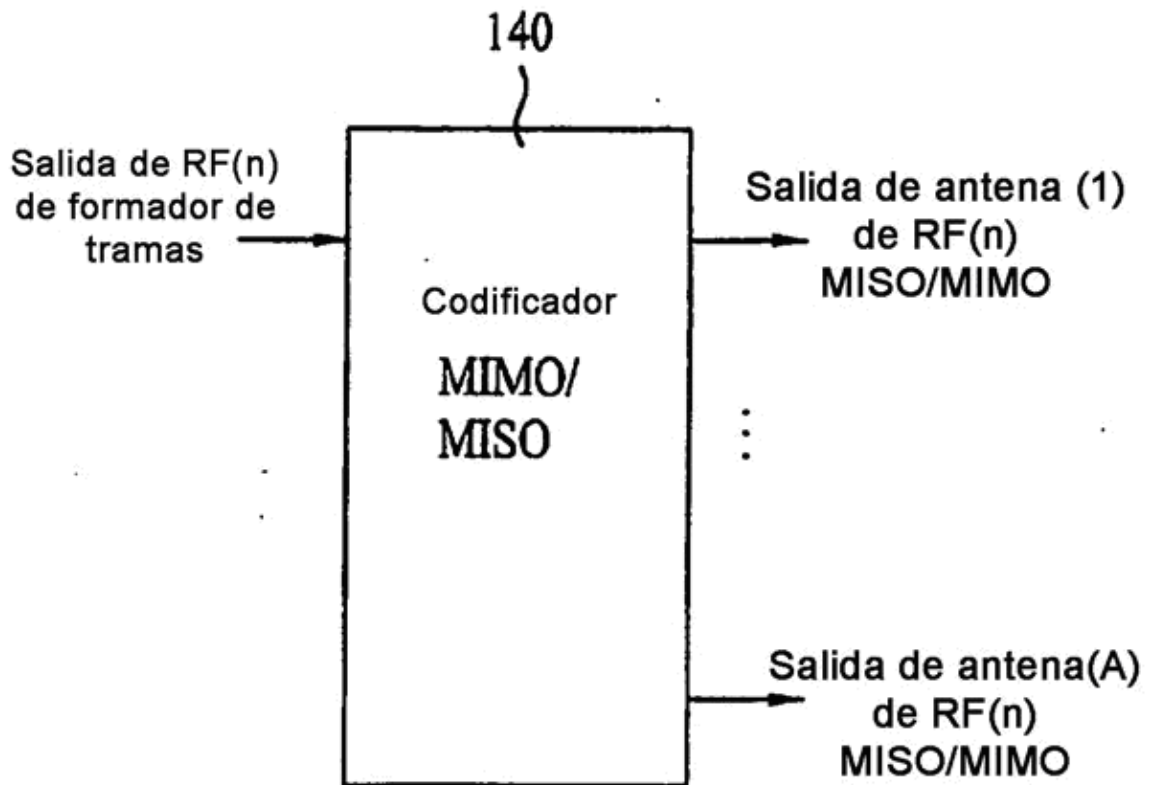 140
Salida de RF(n)
de formador de
tramas
Codificador
MIMO/
MISO
Salida de antena (1)
de RF(n)
MISO/MIMO
Salida de antena(A)
de RF(n)
MISO/MIMO